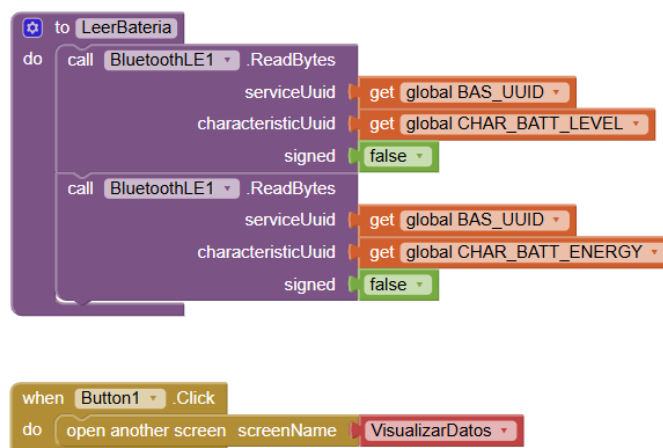 to LeerBateria
do call BluetoothLE1 .ReadBytes
serviceUuid get global BAS_UUID
characteristicUuid get global CHAR_BATT_LEVEL
signed false
call BluetoothLE1 .ReadBytes
serviceUuid get global BAS_UUID
characteristicUuid get global CHAR_BATT_ENERGY
signed false
when Button1 .Click
do open another screen screenName VisualizarDatos